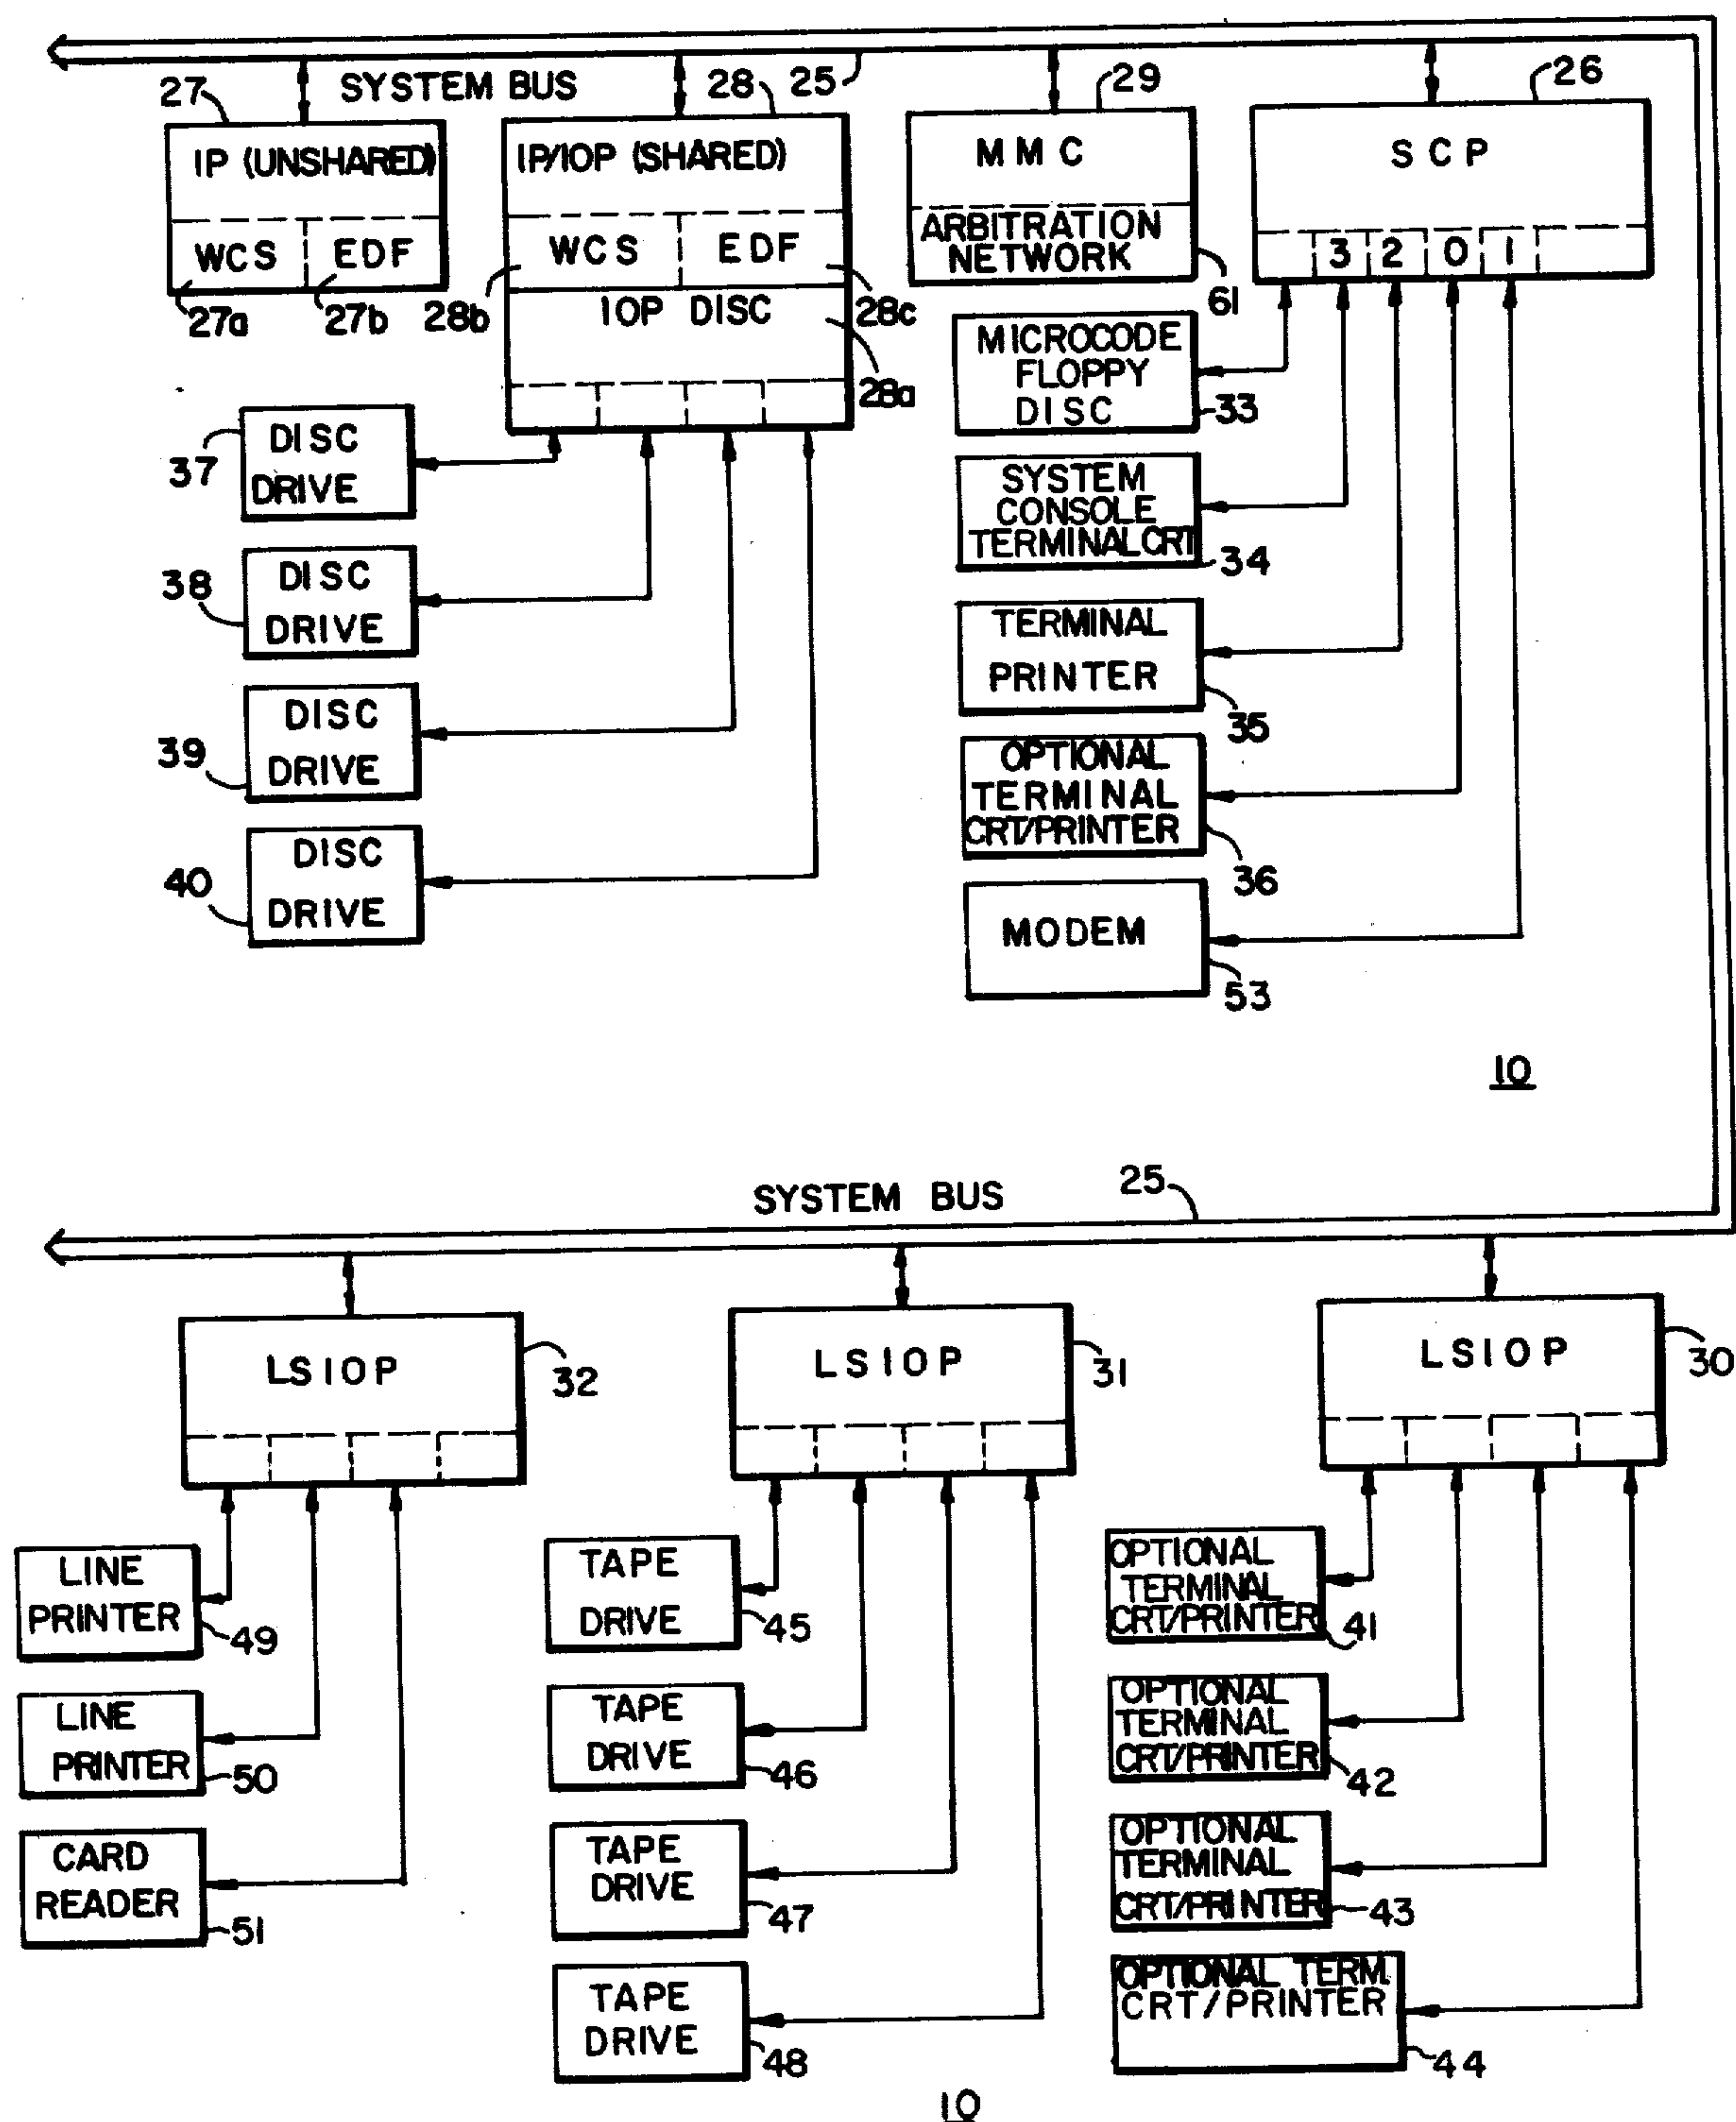 SYSTEM BUS
25
27
28
29
26
IP (UNSHARED)
WCS
EDF
27a
27b
IP/IOP (SHARED)
WCS
EDF
28b
28c
IOP DISC
28a
MMC
ARBITRATION
NETWORK
61
SCP
3 2 0 1
DISC
DRIVE
37
DISC
DRIVE
38
DISC
DRIVE
39
DISC
DRIVE
40
MICROCODE
FLOPPY
DISC
33
SYSTEM
CONSOLE
TERMINAL CRT
34
TERMINAL
PRINTER
35
OPTIONAL
TERMINAL
CRT/PRINTER
36
MODEM
53
10
SYSTEM BUS
25
LSIOP
32
LSIOP
31
LSIOP
30
LINE
PRINTER
49
LINE
PRINTER
50
CARD
READER
51
TAPE
DRIVE
45
TAPE
DRIVE
46
TAPE
DRIVE
47
TAPE
DRIVE
48
OPTIONAL
TERMINAL
CRT/PRINTER
41
OPTIONAL
TERMINAL
CRT/PRINTER
42
OPTIONAL
TERMINAL
CRT/PRINTER
43
OPTIONAL TERM.
CRT/PRINTER
44
10